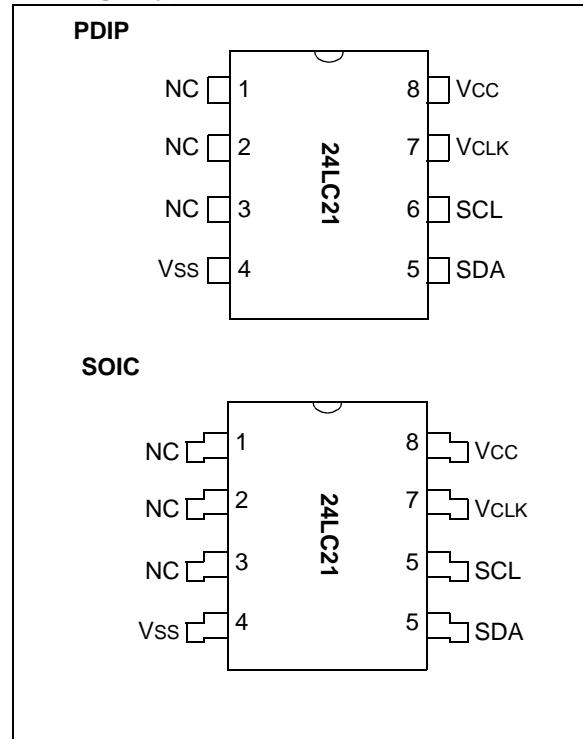 PDIP
NC 1 8 VCC
NC 2 7 VCLK
NC 3 6 SCL
VSS 4 5 SDA
24LC21
SOIC
NC 1 8 VCC
NC 2 7 VCLK
NC 3 5 SCL
VSS 4 5 SDA
24LC21